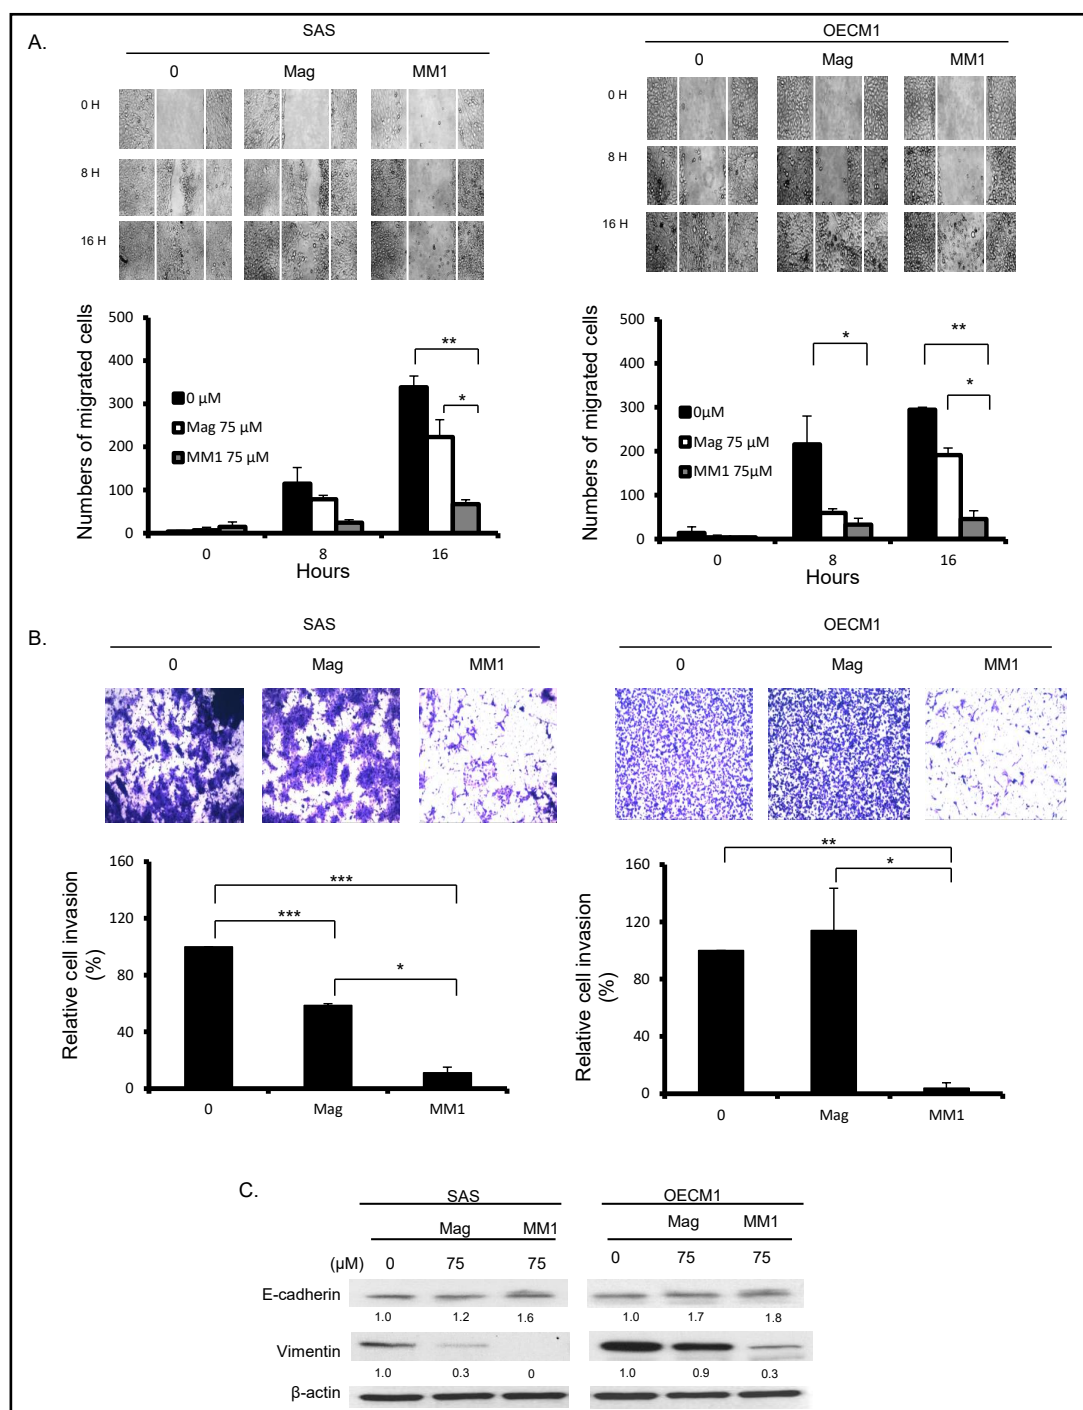 A.
SAS
0 Mag MM1
0 H
8 H
16 H
OECM1
0 Mag MM1
0 H
8 H
16 H
Numbers of migrated cells
500
400
300
200
100
0
0 µM
Mag 75 µM
MM1 75 µM
**
*
0 8 16
Hours
Numbers of migrated cells
500
400
300
200
100
0
0µM
Mag 75 µM
MM1 75µM
*
**
*
0 8 16
Hours
B.
SAS
0 Mag MM1
OECM1
0 Mag MM1
Relative cell invasion
(%)
160
120
80
40
0
***
***
*
0 Mag MM1
Relative cell invasion
(%)
160
120
80
40
0
**
*
0 Mag MM1
C.
SAS OECM1
Mag MM1 Mag MM1
(µM) 0 75 75 0 75 75
E-cadherin
1.0 1.2 1.6 1.0 1.7 1.8
Vimentin
1.0 0.3 0 1.0 0.9 0.3
β-actin